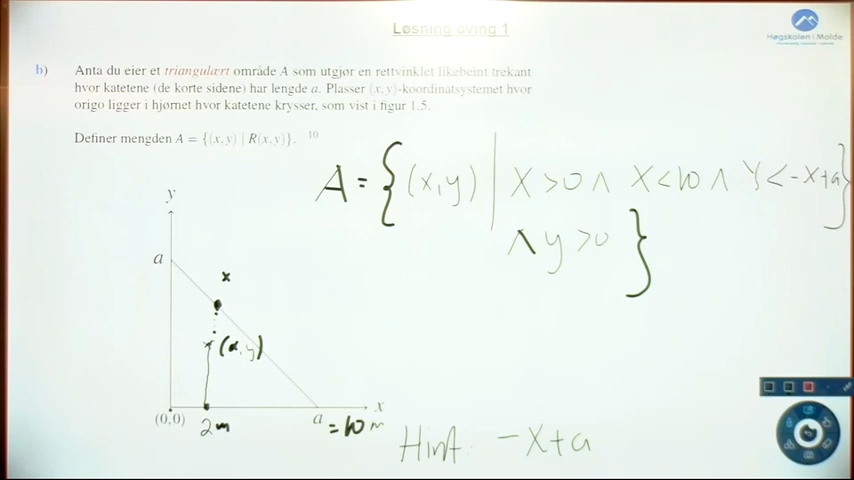 Løsning øving 1
Høgskolen i Molde
b) Anta du eier et triangulært område A som utgjør en rettvinklet likebeint trekant
hvor katetene (de korte sidene) har lengde a. Plasser (x, y)-koordinatsystemet hvor
origo ligger i hjørnet hvor katetene krysser, som vist i figur 1.5.
Definer mengden A = {(x, y) | R(x, y)}. 10
A = { (x, y) | X > 0 ∧ X < 10 ∧ Y < -X+a }
∧ y > 0 }
y
a
x
(x, y)
(0,0)
2m
a = 10 m
x
Hint -X+a